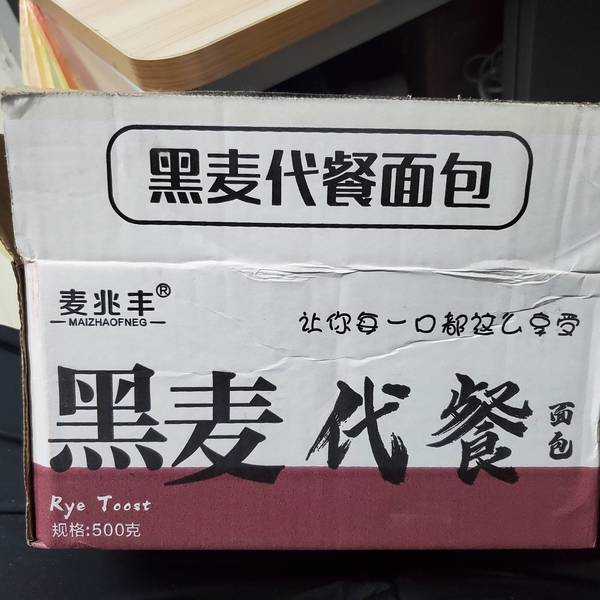 黑麦代餐面包
麦兆丰®
MAIZHAOFNEG
让你每一口都这么享受
黑麦代餐
面包
Rye Toost
规格:500克